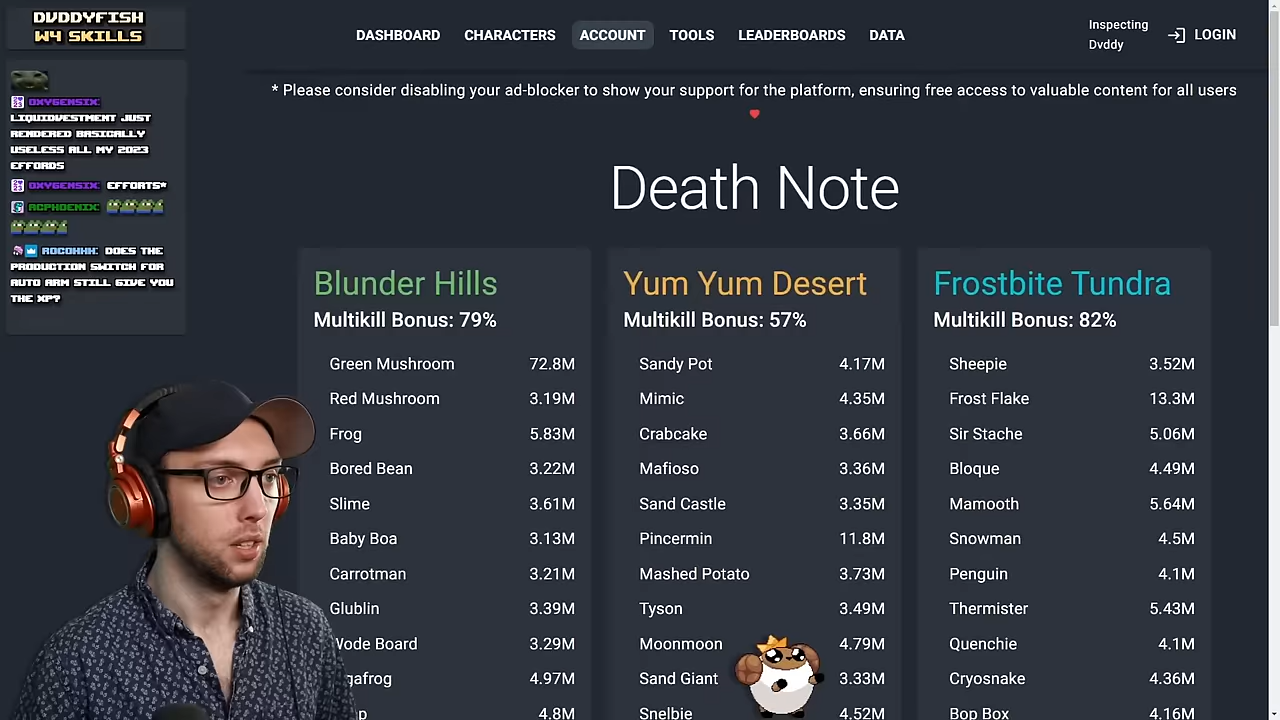 DVDDYFISH
W4 SKILLS
DASHBOARD CHARACTERS ACCOUNT TOOLS LEADERBOARDS DATA
Inspecting
Dvddy
LOGIN
* Please consider disabling your ad-blocker to show your support for the platform, ensuring free access to valuable content for all users
OXYGENSIX:
LIQUIDVESTMENT JUST
RENDERED BASICALLY
USELESS ALL MY 2023
EFFORDS
OXYGENSIX: EFFORTS*
ACPHOENIX:
ROCOHHK: DOES THE
PRODUCTION SWITCH FOR
AUTO ARM STILL GIVE YOU
THE XP?
Death Note
Blunder Hills
Multikill Bonus: 79%
Green Mushroom 72.8M
Red Mushroom 3.19M
Frog 5.83M
Bored Bean 3.22M
Slime 3.61M
Baby Boa 3.13M
Carrotman 3.21M
Glublin 3.39M
Wode Board 3.29M
gafrog 4.97M
p 4.8M
Yum Yum Desert
Multikill Bonus: 57%
Sandy Pot 4.17M
Mimic 4.35M
Crabcake 3.66M
Mafioso 3.36M
Sand Castle 3.35M
Pincermin 11.8M
Mashed Potato 3.73M
Tyson 3.49M
Moonmoon 4.79M
Sand Giant 3.33M
Snelbie 4.52M
Frostbite Tundra
Multikill Bonus: 82%
Sheepie 3.52M
Frost Flake 13.3M
Sir Stache 5.06M
Bloque 4.49M
Mamooth 5.64M
Snowman 4.5M
Penguin 4.1M
Thermister 5.43M
Quenchie 4.1M
Cryosnake 4.36M
Bop Box 4.16M